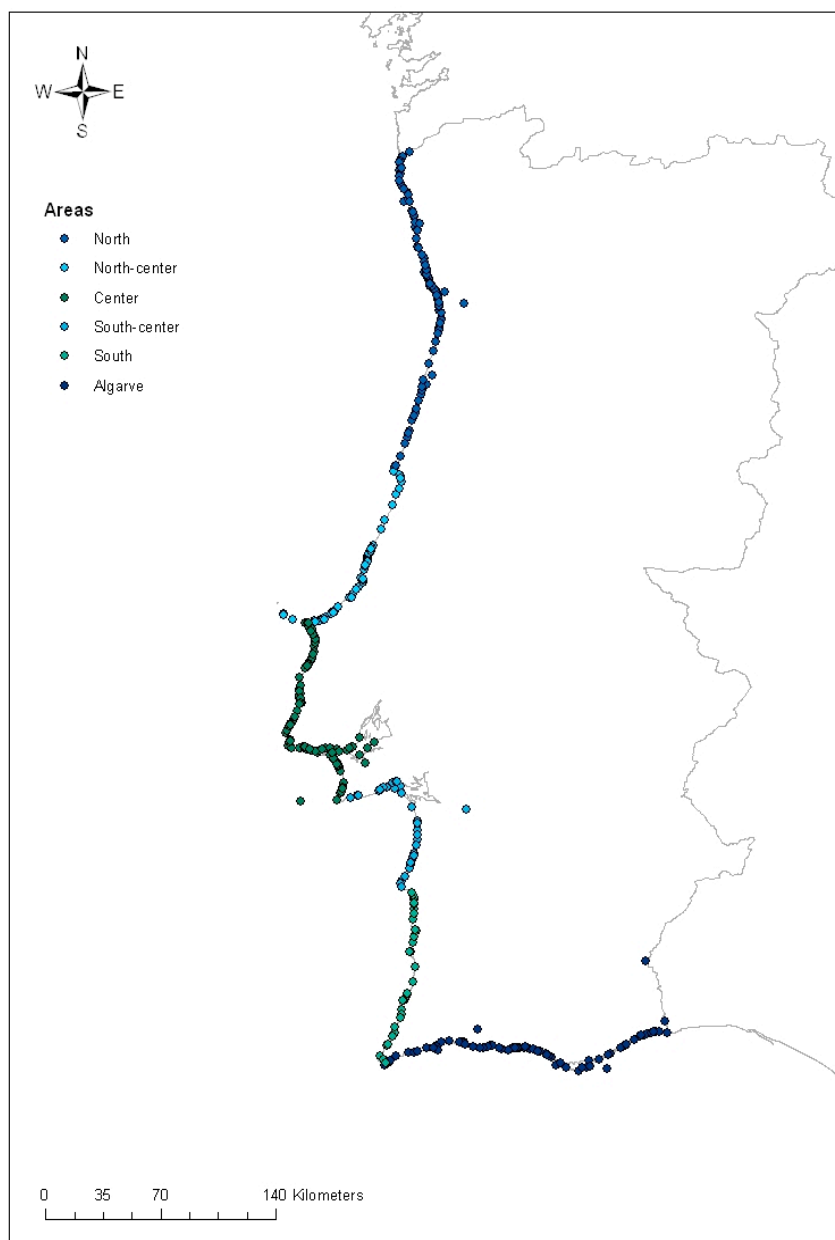 N
W E
S
Areas
North
North-center
Center
South-center
South
Algarve
0 35 70 140 Kilometers